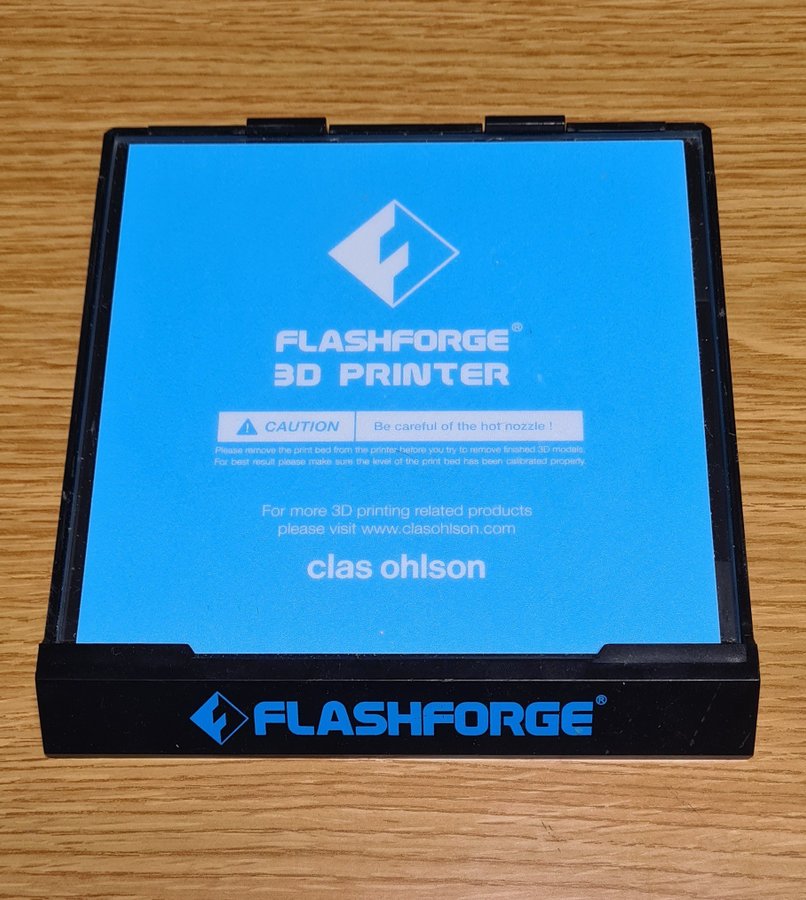 FLASHFORGE®
3D PRINTER
CAUTION Be careful of the hot nozzle !
Please remove the print bed from the printer before you try to remove finished 3D models.
For best result please make sure the level of the print bed has been calibrated properly.
For more 3D printing related products
please visit www.clasohlson.com
clas ohlson
FLASHFORGE®